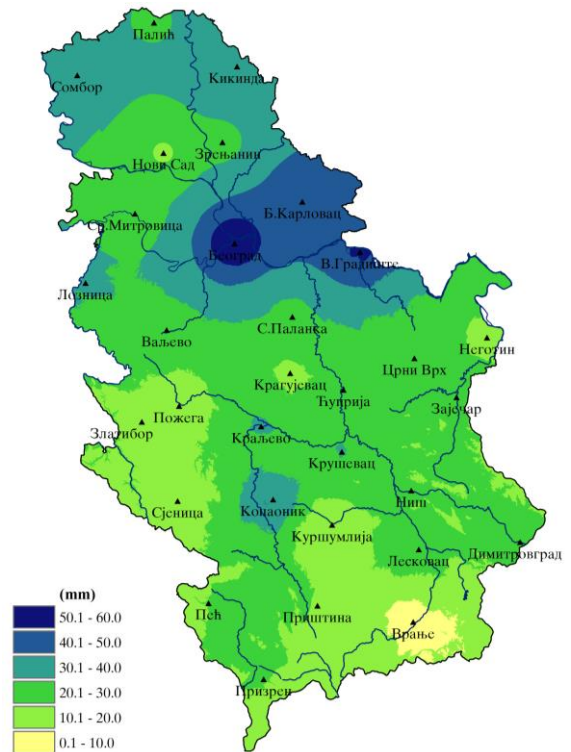 Палић
Сомбор
Кикинда
Зрењанин
Нови Сад
Б.Карловац
Ср.Митровица
Београд
В.Градиште
Лозница
С.Паланка
Ваљево
Неготин
Црни Врх
Крагујевац
Ћуприја
Зајечар
Пожега
Златибор
Краљево
Крушевац
Ниш
Сјеница
Копаоник
Куршумлија
Димитровград
Лесковац
Пећ
Приштина
Врање
Призрен
(mm)
50.1 - 60.0
40.1 - 50.0
30.1 - 40.0
20.1 - 30.0
10.1 - 20.0
0.1 - 10.0